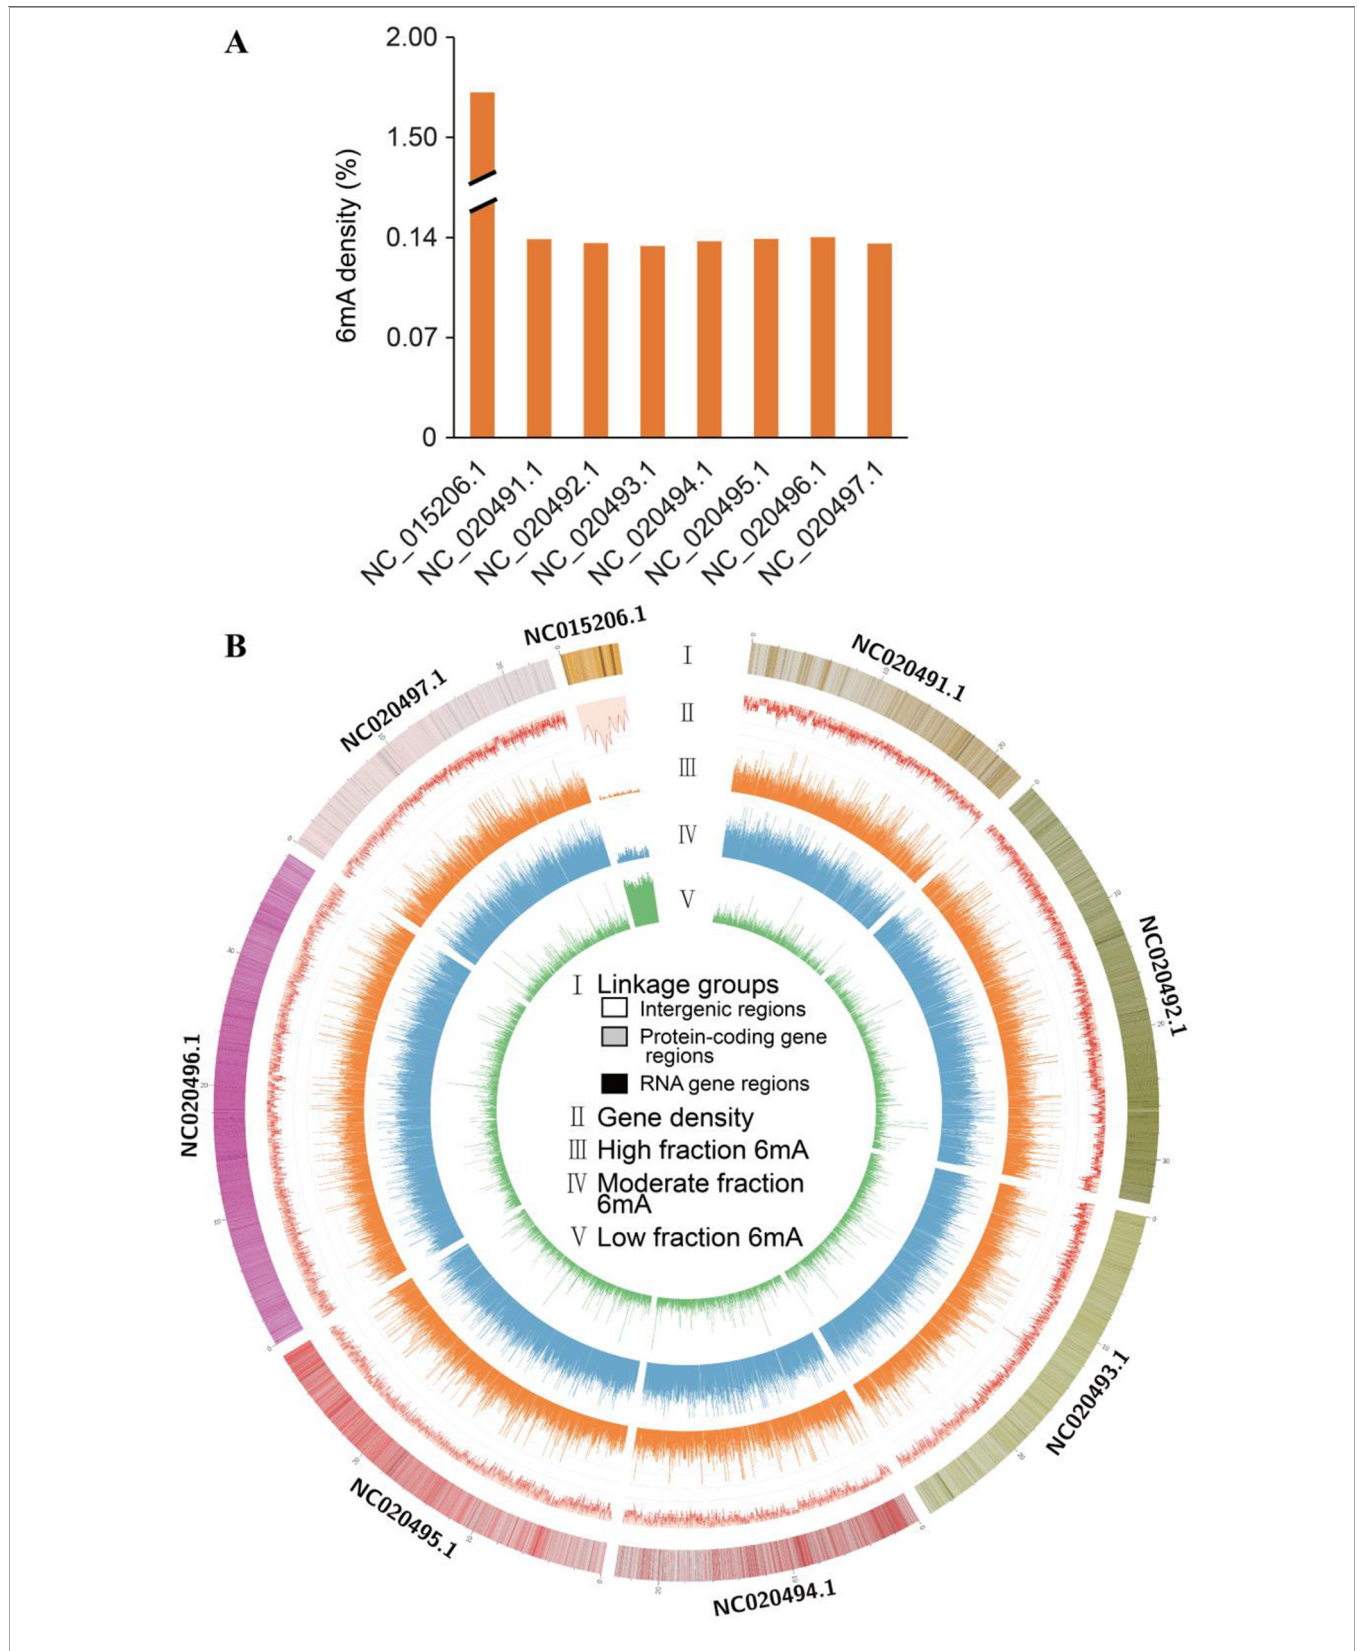 A
2.00
1.50
0.14
0.07
0
6mA density (%)
NC_015206.1
NC_020491.1
NC_020492.1
NC_020493.1
NC_020494.1
NC_020495.1
NC_020496.1
NC_020497.1
B
NC015206.1
NC020491.1
NC020492.1
NC020493.1
NC020494.1
NC020495.1
NC020496.1
NC020497.1
I
II
III
IV
V
I Linkage groups
Intergenic regions
Protein-coding gene
regions
RNA gene regions
II Gene density
III High fraction 6mA
IV Moderate fraction
6mA
V Low fraction 6mA